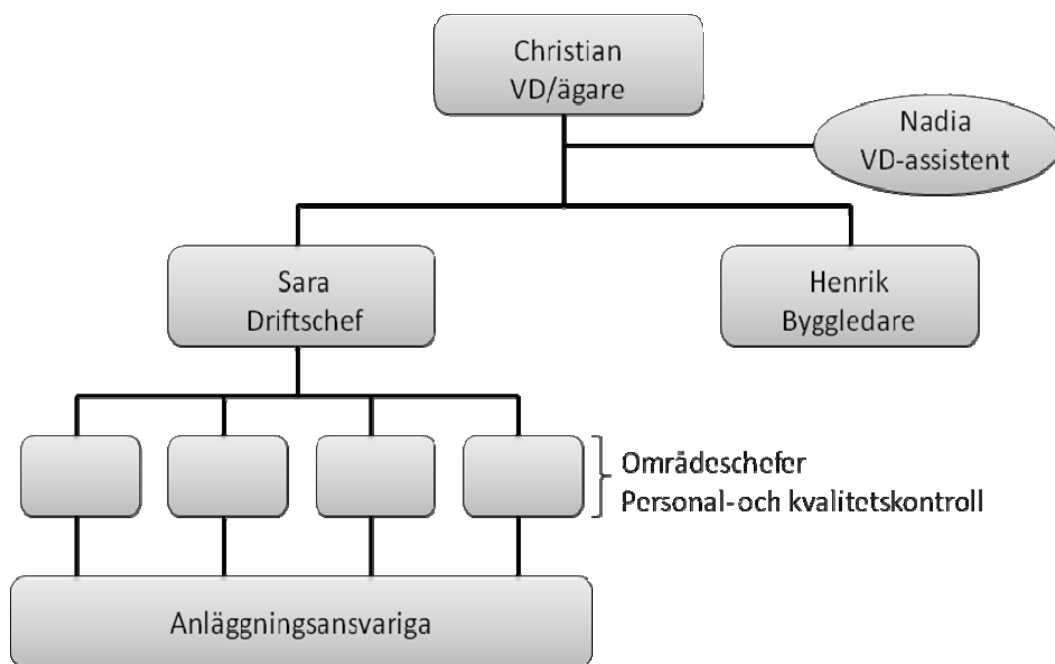 Christian
VD/ägare
Nadia
VD-assistent
Sara
Driftschef
Henrik
Byggledare
Områdeschefer
Personal-och kvalitetskontroll
Anläggningsansvariga